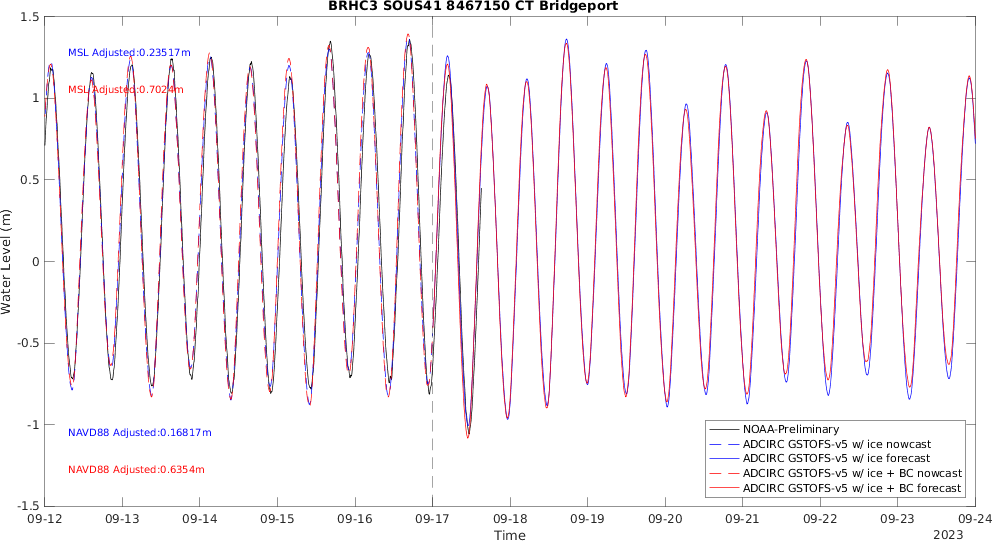 BRHC3 SOUS41 8467150 CT Bridgeport
1.5
1
0.5
0
-0.5
-1
-1.5
Water Level (m)
MSL Adjusted:0.23517m
MSL Adjusted:0.7024m
NAVD88 Adjusted:0.16817m
NAVD88 Adjusted:0.6354m
NOAA-Preliminary
ADCIRC GSTOFS-v5 w/ ice nowcast
ADCIRC GSTOFS-v5 w/ ice forecast
ADCIRC GSTOFS-v5 w/ ice + BC nowcast
ADCIRC GSTOFS-v5 w/ ice + BC forecast
09-12 09-13 09-14 09-15 09-16 09-17 09-18 09-19 09-20 09-21 09-22 09-23 09-24
Time
2023